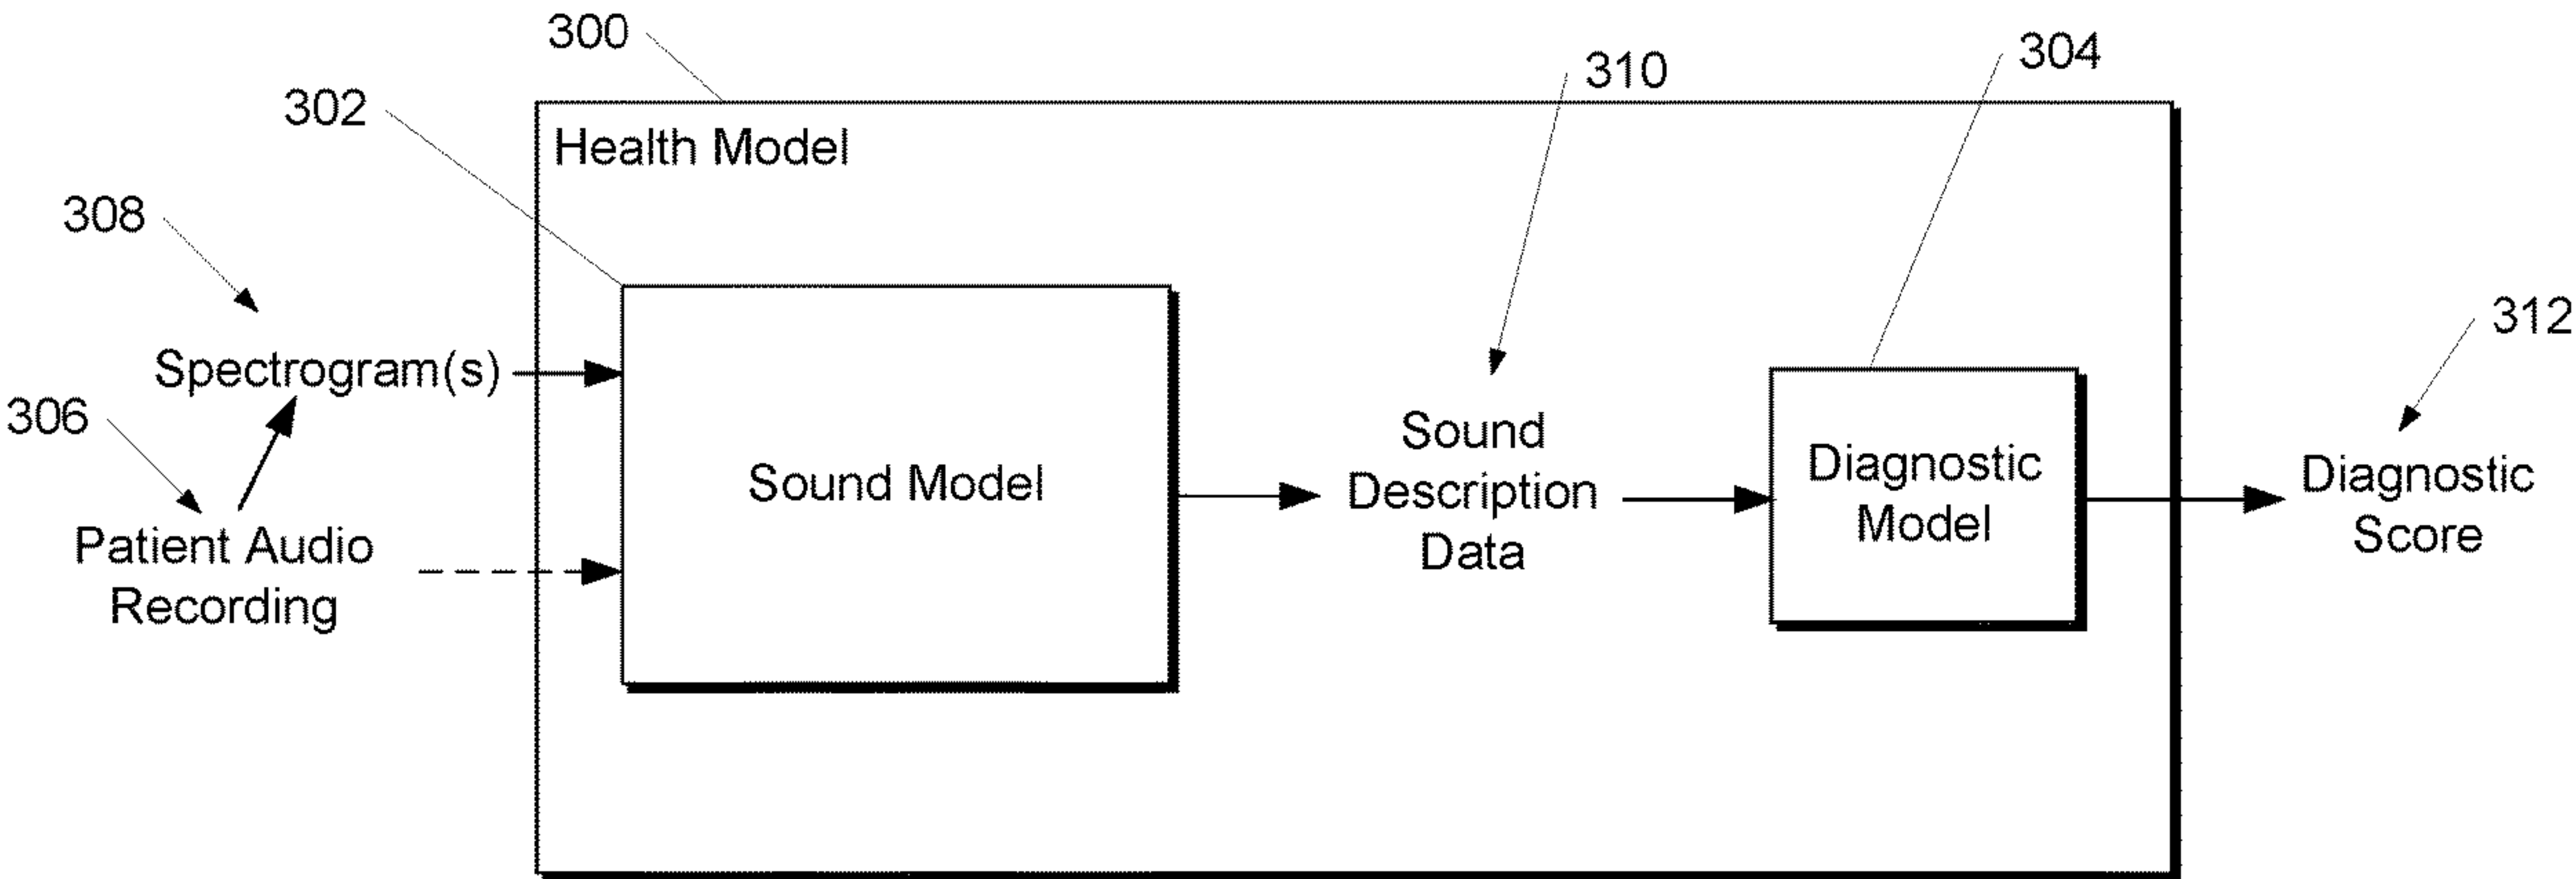 300
310
304
302
Health Model
308
312
Spectrogram(s)
306
Sound
Description
Data
Diagnostic
Model
Diagnostic
Score
Sound Model
Patient Audio
Recording